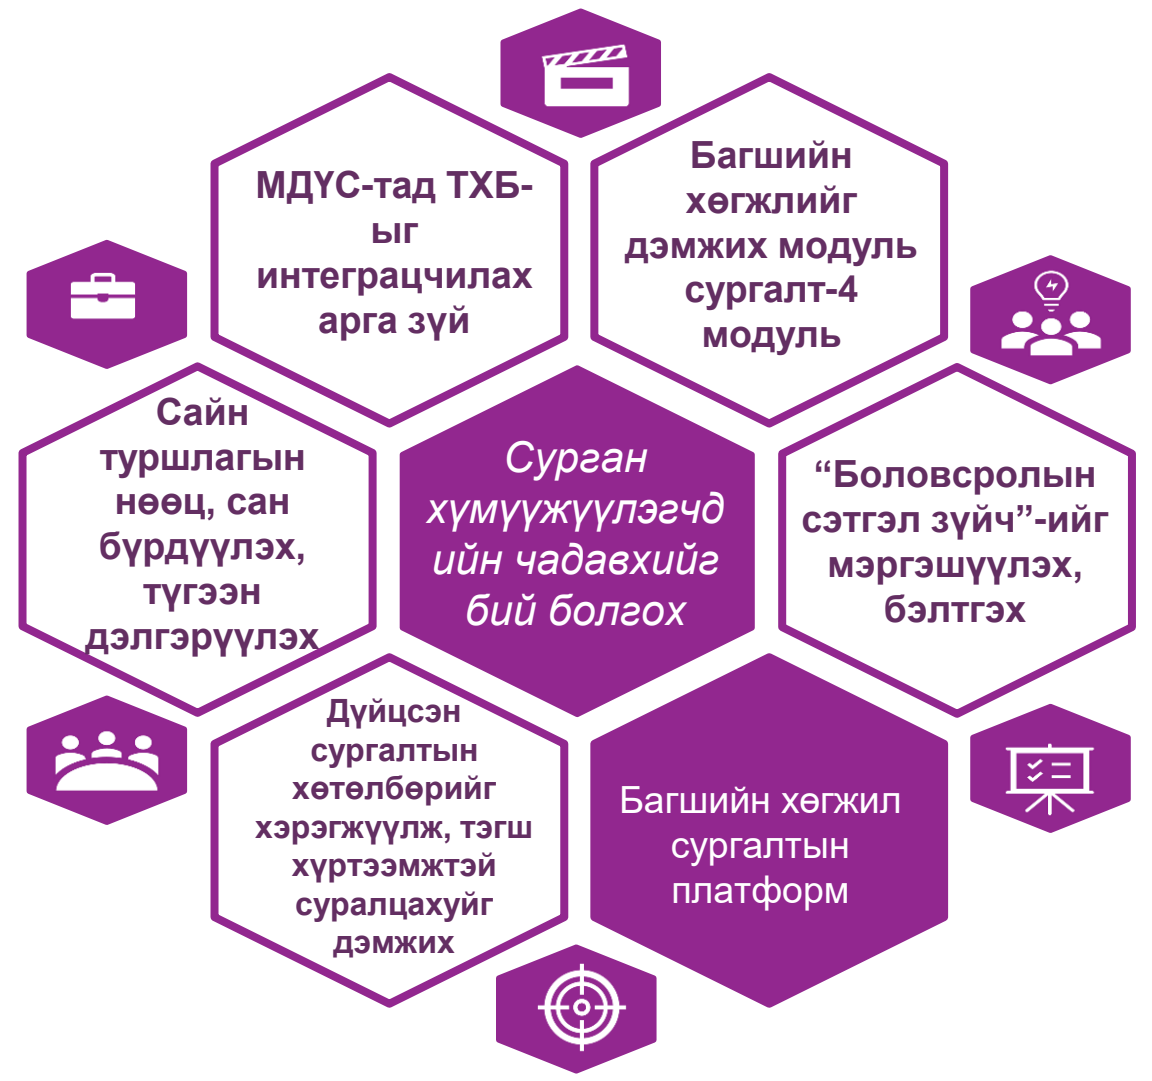 МДҮС-тад ТХБ-
ыг
интеграцчилах
арга зүй
Багшийн
хөгжлийг
дэмжих модуль
сургалт-4
модуль
Сайн
туршлагын
нөөц, сан
бүрдүүлэх,
түгээн
дэлгэрүүлэх
Сурган
хүмүүжүүлэгчд
ийн чадавхийг
бий болгох
“Боловсролын
сэтгэл зүйч”-ийг
мэргэшүүлэх,
бэлтгэх
Дүйцсэн
сургалтын
хөтөлбөрийг
хэрэгжүүлж, тэгш
хүртээмжтэй
суралцахуйг
дэмжих
Багшийн хөгжил
сургалтын
платформ